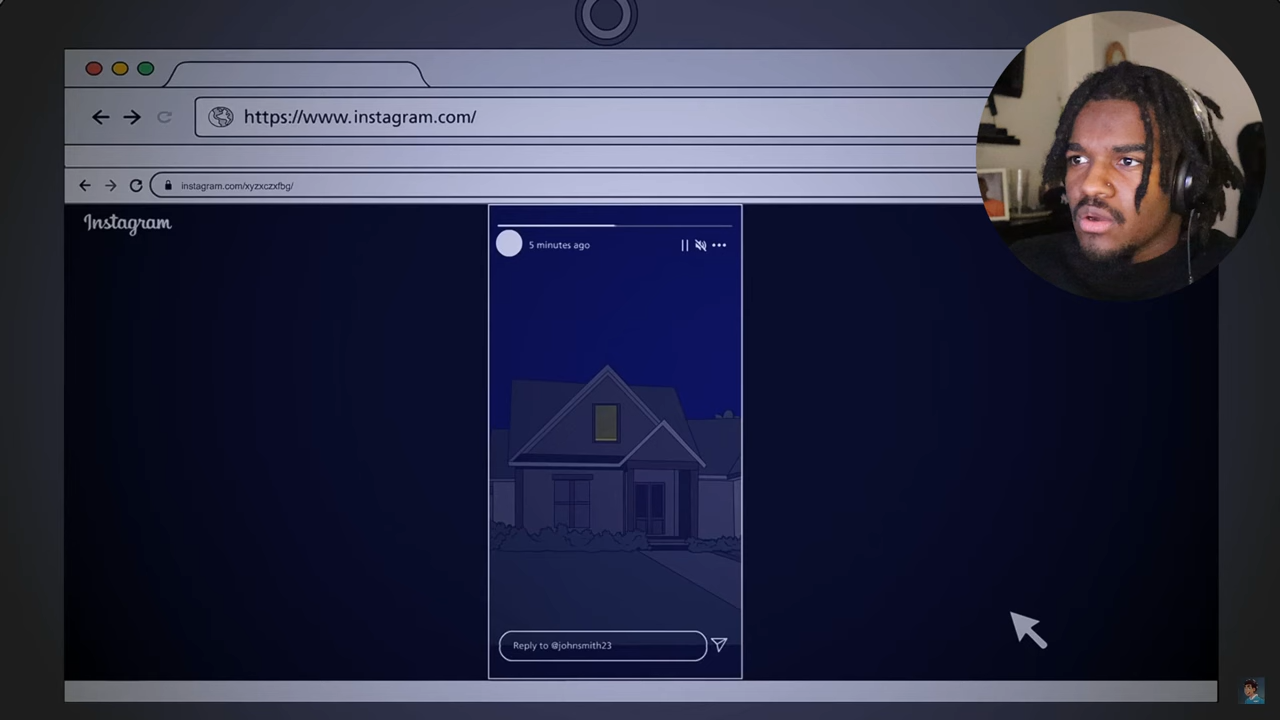 https://www.instagram.com/
instagram.com/xyzxczxfbg/
Instagram
5 minutes ago
Reply to @johnsmith23